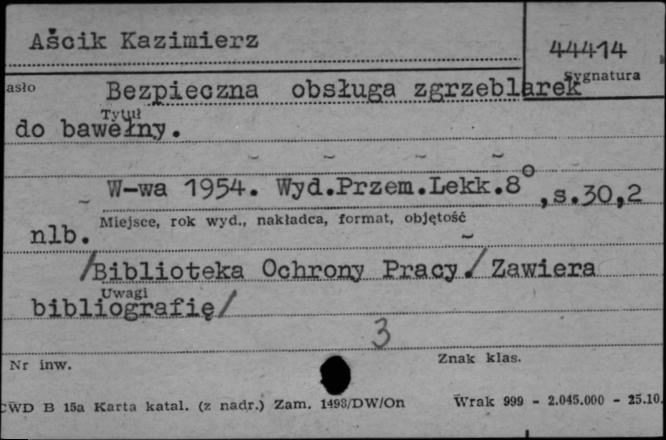 Aścik Kazimierz
44414
Sygnatura
asło
Bezpieczna obsługa zgrzeblarek
Tytuł
do bawełny.
W-wa 1954. Wyd.Przem.Lekk.8°,s.30,2
Miejsce, rok wyd., nakładca, format, objętość
nlb.
/Biblioteka Ochrony Pracy./Zawiera
Uwagi
bibliografię/
3
Nr inw.
Znak klas.
CWD B 15a Karta katal. (z nadr.) Zam. 1493/DW/On Wrak 999 - 2.045.000 - 25.10.